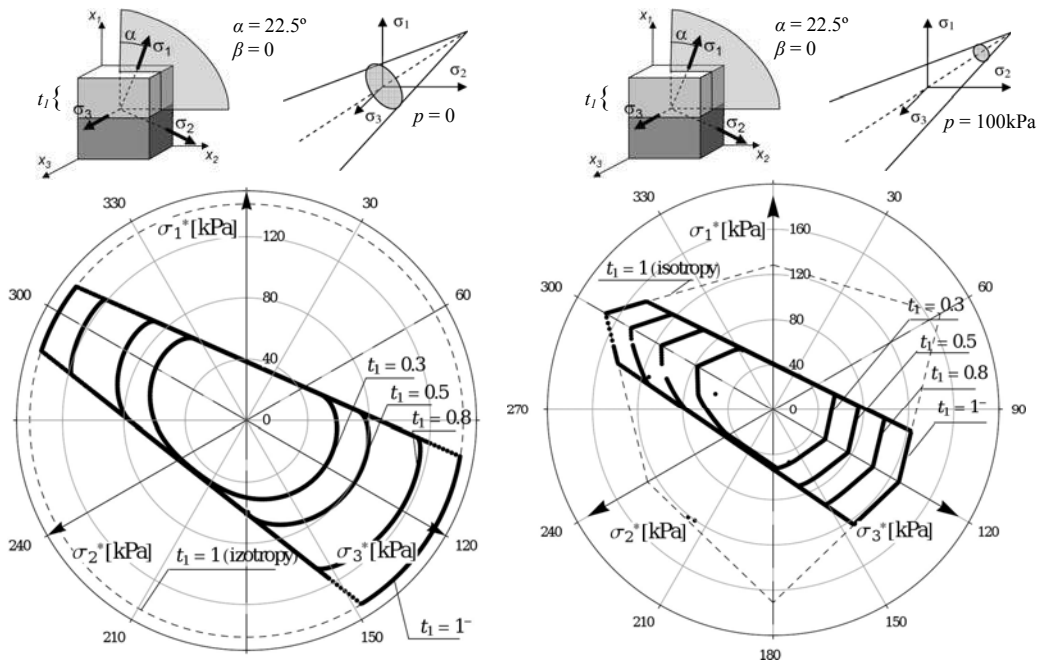 x1
α
σ1
α = 22.5º
β = 0
t1{
σ3
σ2
x3
x2
σ1
σ2
σ3
p = 0
330
30
σ1* [kPa]
120
80
40
0
300
60
t1 = 0.3
t1 = 0.5
t1 = 0.8
240
σ2* [kPa]
σ3* [kPa]
120
t1 = 1 (izotropy)
t1 = 1⁻
210
150
x1
α
σ1
α = 22.5º
β = 0
t1{
σ3
σ2
x3
x2
σ1
σ2
σ3
p = 100kPa
330
30
160
σ1* [kPa]
120
80
40
0
t1 = 1 (isotropy)
300
60
t1 = 0.3
t1 = 0.5
t1 = 0.8
t1 = 1⁻
270
90
240
σ2* [kPa]
σ3* [kPa]
120
210
150
180